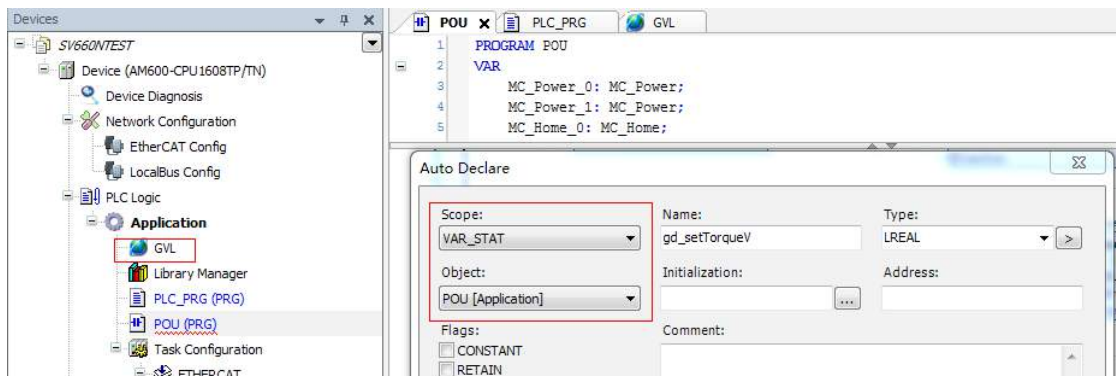 Devices
SV660NTEST
Device (AM600-CPU1608TP/TN)
Device Diagnosis
Network Configuration
EtherCAT Config
LocalBus Config
PLC Logic
Application
GVL
Library Manager
PLC_PRG (PRG)
POU (PRG)
Task Configuration
ETHERCAT
POU PLC_PRG GVL
1 PROGRAM POU
2 VAR
3 MC_Power_0: MC_Power;
4 MC_Power_1: MC_Power;
5 MC_Home_0: MC_Home;
Auto Declare
Scope: Name: Type:
VAR_STAT gd_setTorqueV LREAL >
Object: Initialization: Address:
POU [Application] ...
Flags: Comment:
CONSTANT
RETAIN